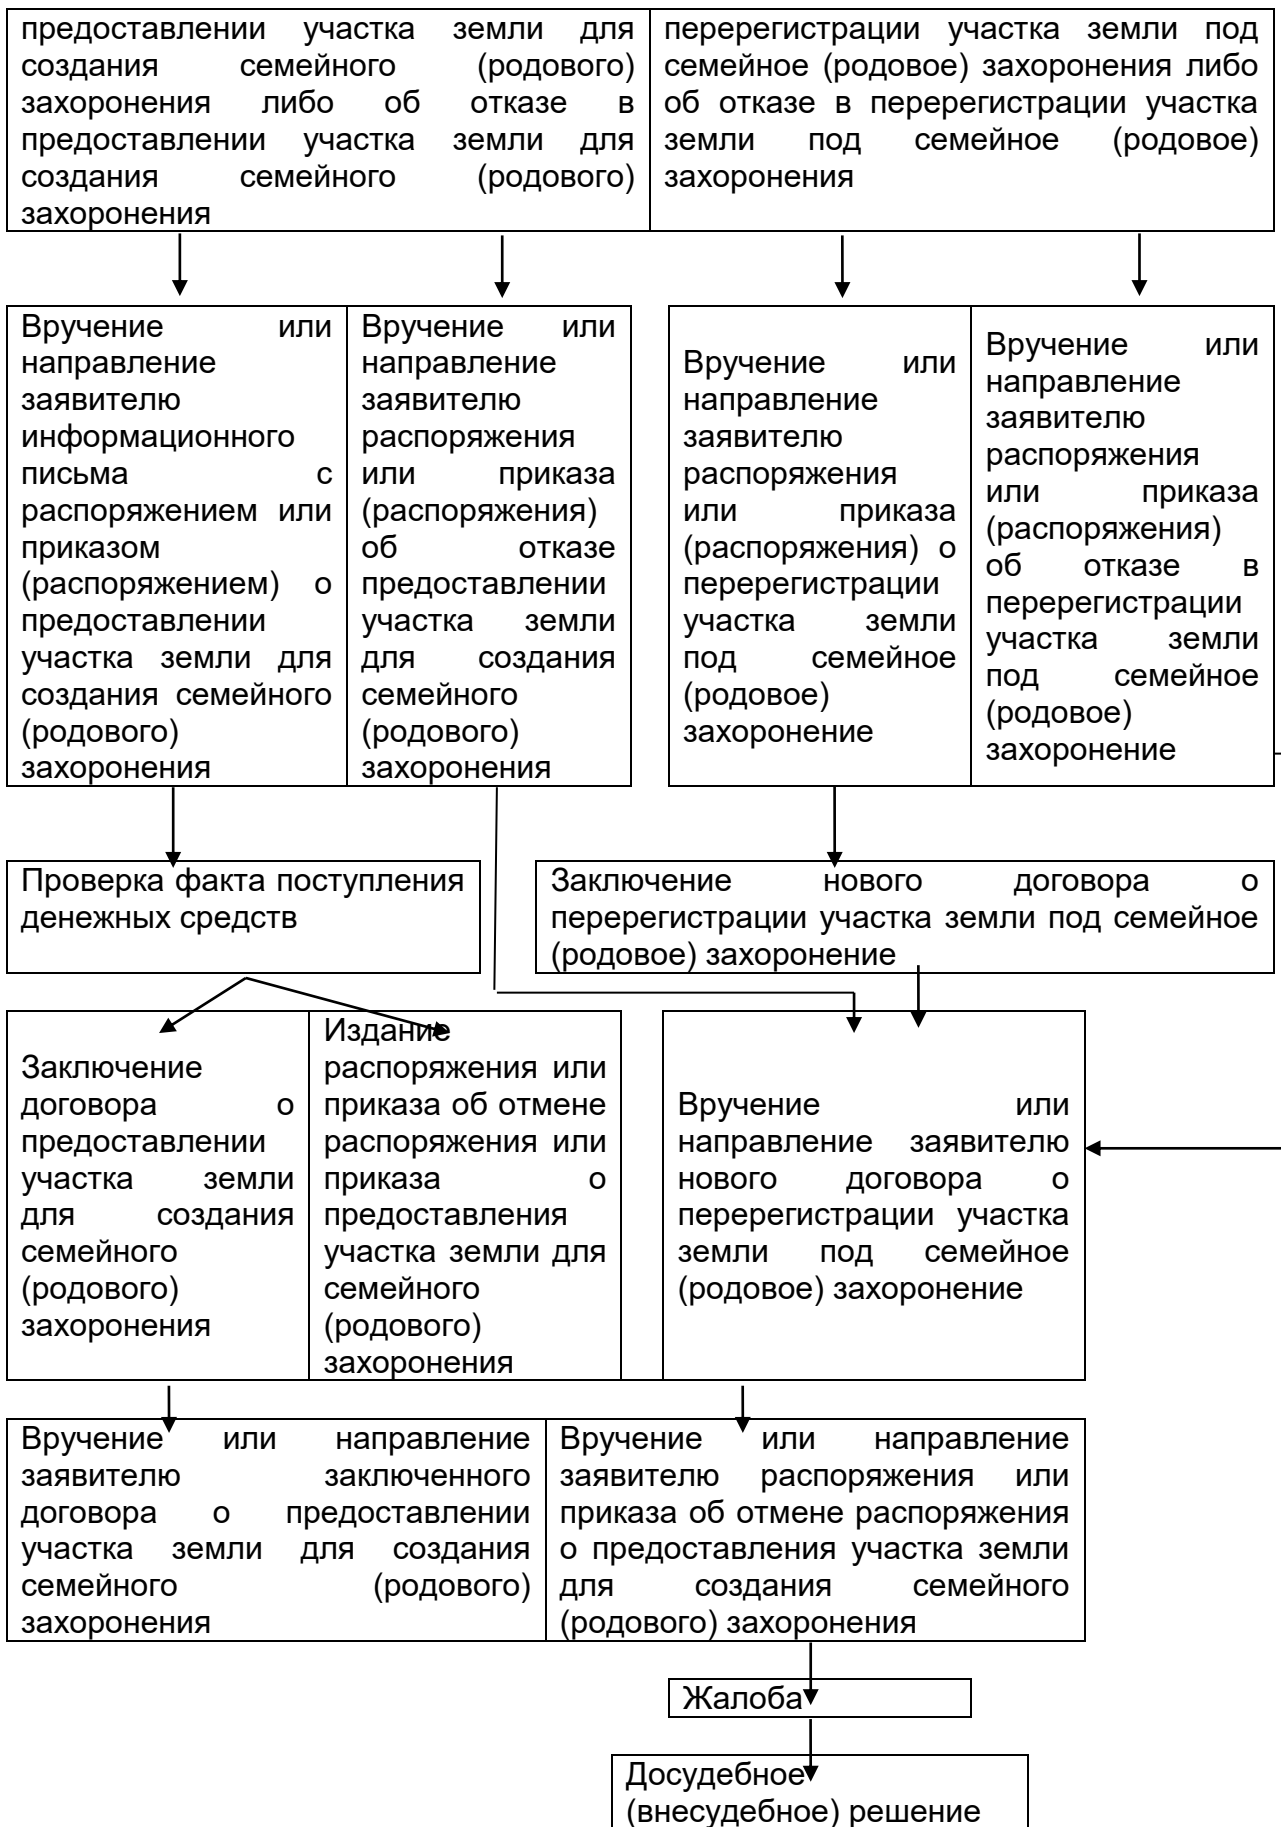 предоставлении участка земли для
создания семейного (родового)
захоронения либо об отказе в
предоставлении участка земли для
создания семейного (родового)
захоронения
перерегистрации участка земли под
семейное (родовое) захоронения либо
об отказе в перерегистрации участка
земли под семейное (родовое)
захоронения
Вручение или
направление
заявителю
информационного
письма с
распоряжением или
приказом
(распоряжением) о
предоставлении
участка земли для
создания семейного
(родового)
захоронения
Вручение или
направление
заявителю
распоряжения
или приказа
(распоряжения)
об отказе
предоставлении
участка земли
для создания
семейного
(родового)
захоронения
Вручение или
направление
заявителю
распоряжения
или приказа
(распоряжения) о
перерегистрации
участка земли
под семейное
(родовое)
захоронение
Вручение или
направление
заявителю
распоряжения
или приказа
(распоряжения)
об отказе в
перерегистрации
участка земли
под семейное
(родовое)
захоронение
Проверка факта поступления
денежных средств
Заключение нового договора о
перерегистрации участка земли под семейное
(родовое) захоронение
Заключение
договора о
предоставлении
участка земли
для создания
семейного
(родового)
захоронения
Издание
распоряжения или
приказа об отмене
распоряжения или
приказа о
предоставления
участка земли для
семейного
(родового)
захоронения
Вручение или
направление заявителю
нового договора о
перерегистрации участка
земли под семейное
(родовое) захоронение
Вручение или направление
заявителю заключенного
договора о предоставлении
участка земли для создания
семейного (родового)
захоронения
Вручение или направление
заявителю распоряжения или
приказа об отмене распоряжения
о предоставления участка земли
для создания семейного
(родового) захоронения
Жалоба
Досудебное
(внесудебное) решение